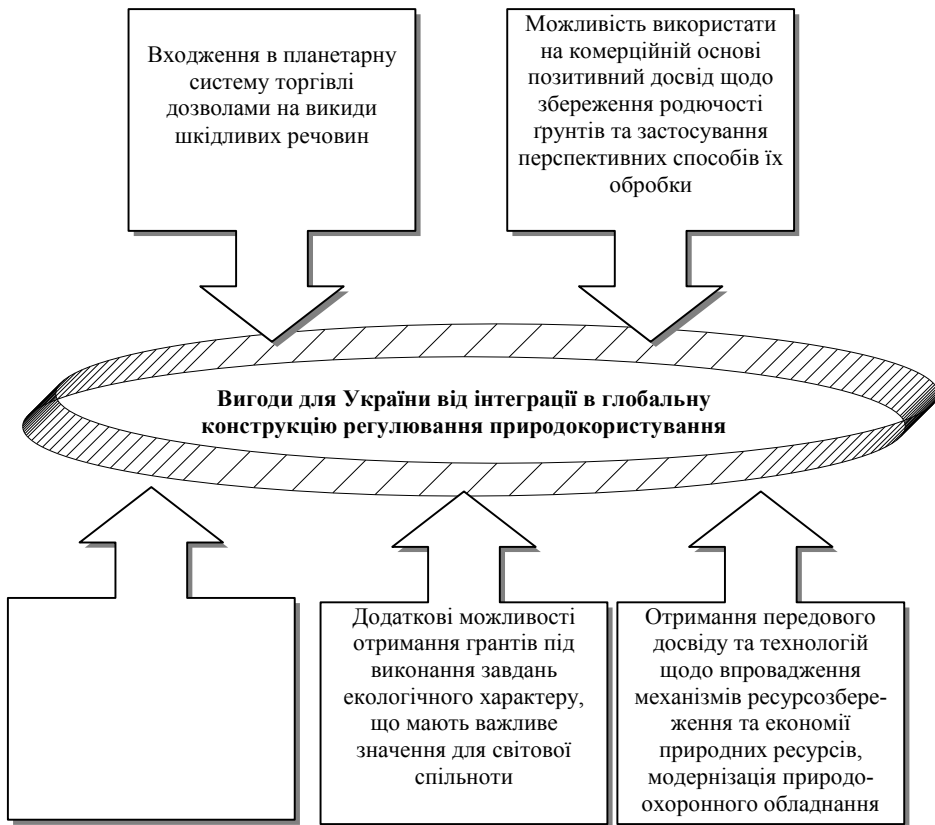 Входження в планетарну
систему торгівлі
дозволами на викиди
шкідливих речовин
Можливість використати
на комерційній основі
позитивний досвід щодо
збереження родючості
ґрунтів та застосування
перспективних способів їх
обробки
Вигоди для України від інтеграції в глобальну
конструкцію регулювання природокористування
Додаткові можливості
отримання грантів під
виконання завдань
екологічного характеру,
що мають важливе
значення для світової
спільноти
Отримання передового
досвіду та технологій
щодо впровадження
механізмів ресурсозбере-
ження та економії
природних ресурсів,
модернізація природо-
охоронного обладнання